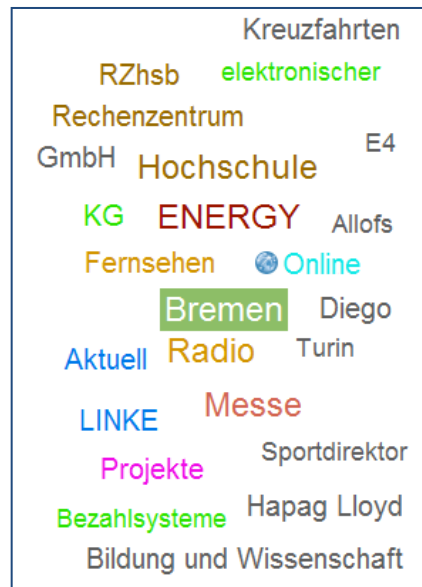 Kreuzfahrten
RZhsb elektronischer
Rechenzentrum
E4
GmbH Hochschule
KG ENERGY Allofs
Fernsehen Online
Bremen Diego
Aktuell Radio Turin
LINKE Messe
Projekte Sportdirektor
Bezahlsysteme Hapag Lloyd
Bildung und Wissenschaft